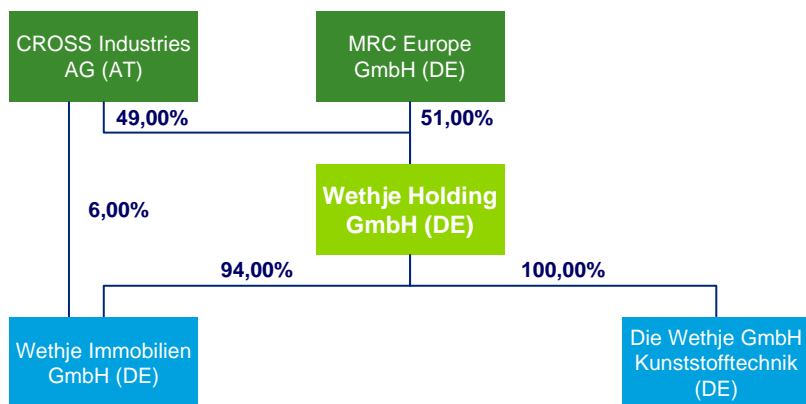 CROSS Industries
AG (AT)
MRC Europe
GmbH (DE)
49,00%
51,00%
Wethje Holding
GmbH (DE)
6,00%
94,00%
100,00%
Wethje Immobilien
GmbH (DE)
Die Wethje GmbH
Kunststofftechnik
(DE)